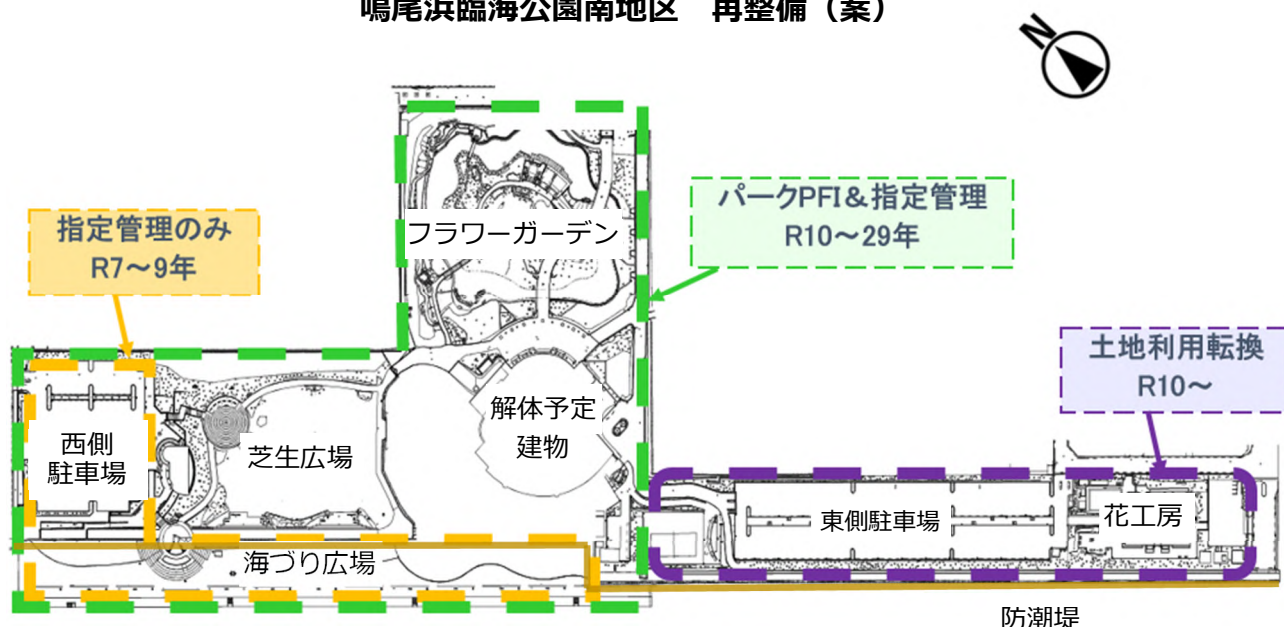 鳴尾浜臨海公園南地区　再整備（案）
N
パークPFI＆指定管理
R10～29年
指定管理のみ
R7～9年
フラワーガーデン
土地利用転換
R10～
解体予定
建物
西側
駐車場
芝生広場
東側駐車場
花工房
海づり広場
防潮堤